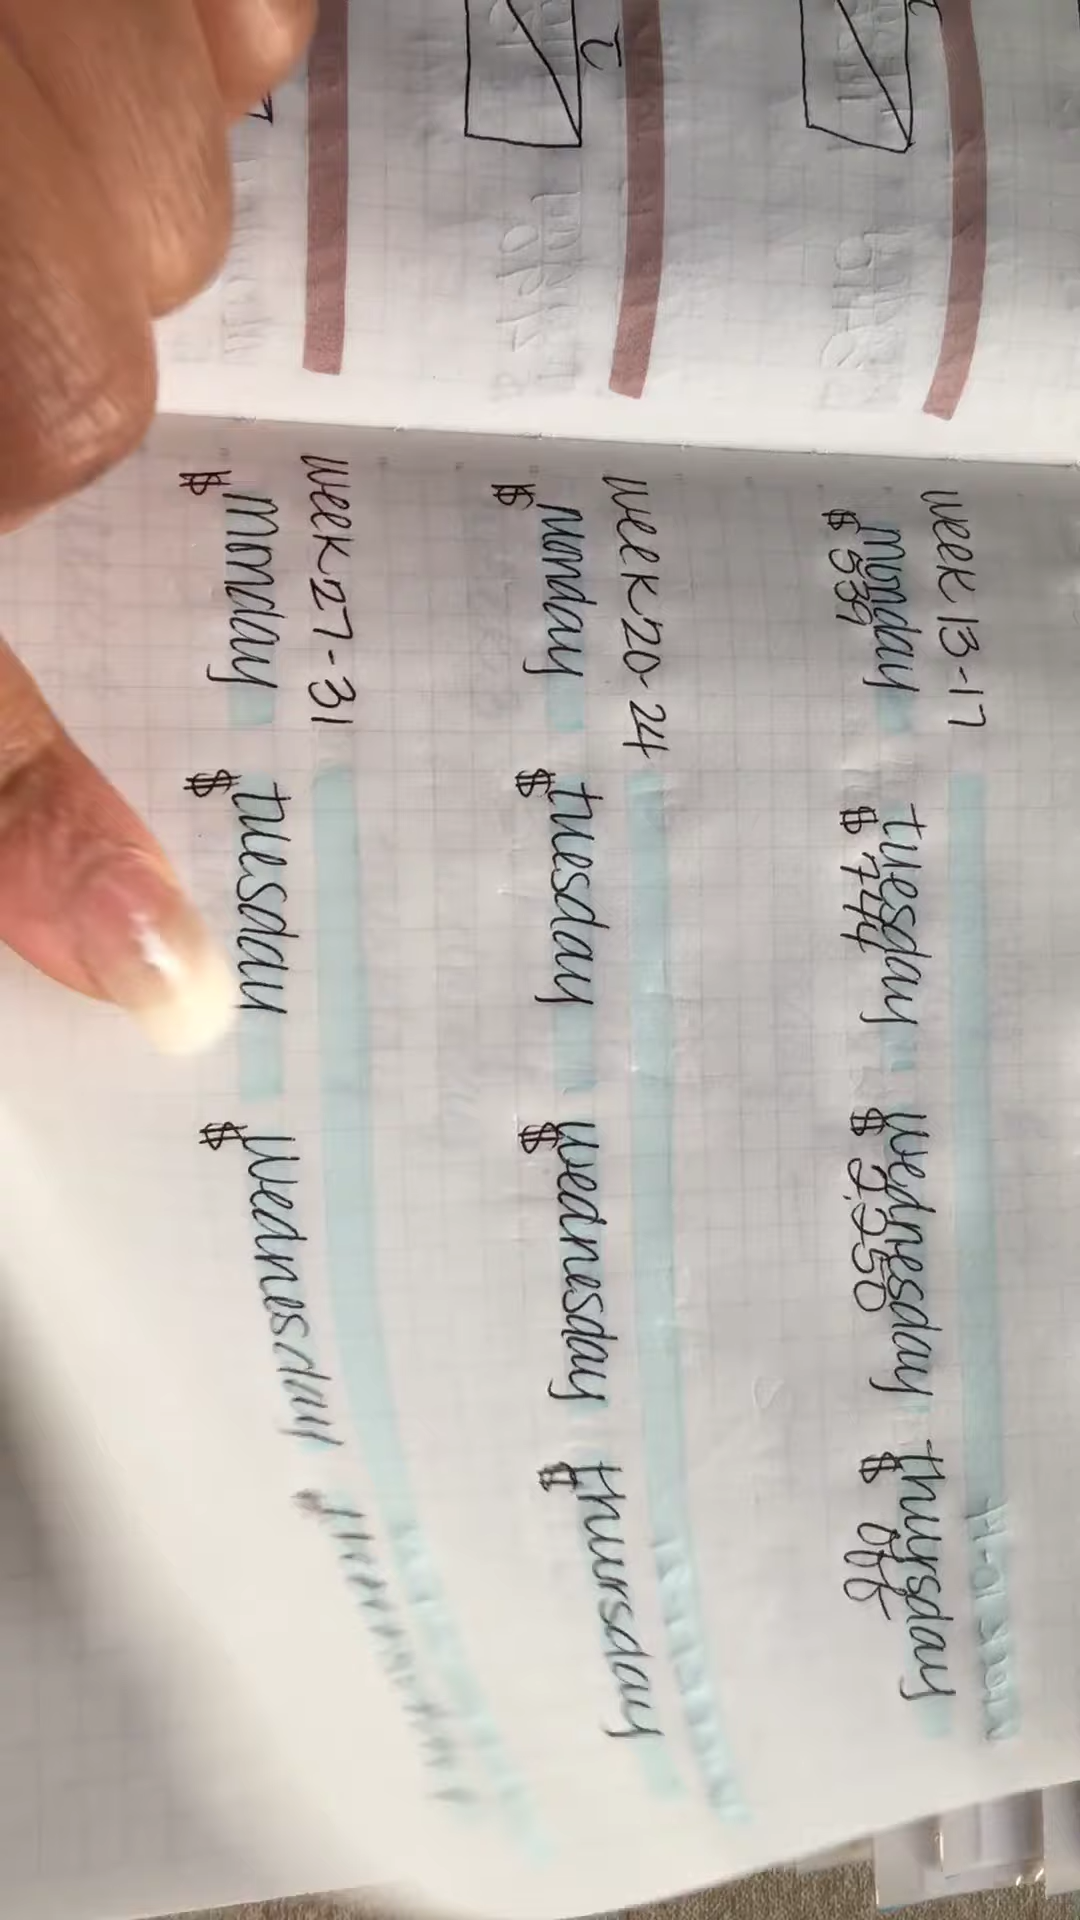 week 13-17
monday tuesday wednesday thursday
$ 539 $ 744 $ 2,250 $ off
week 20-24
monday tuesday wednesday thursday
$ $ $ $
week 27-31
monday tuesday wednesday
$ $ $